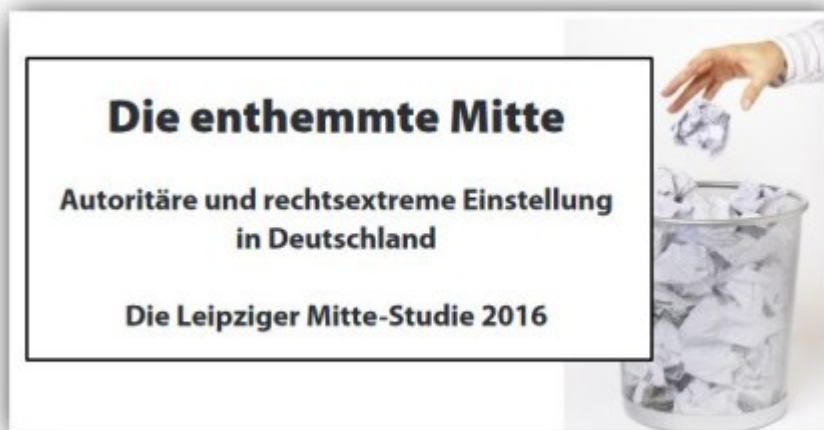 Die enthemmte Mitte
Autoritäre und rechtsextreme Einstellung
in Deutschland
Die Leipziger Mitte-Studie 2016